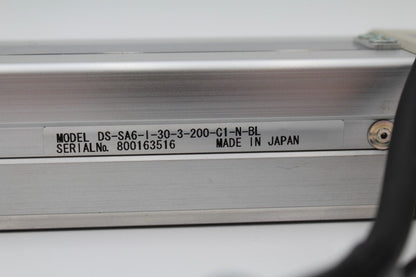 MODEL DS-SA6-I-30-3-200-C1-N-BL
SERIALNo. 800163516 MADE IN JAPAN